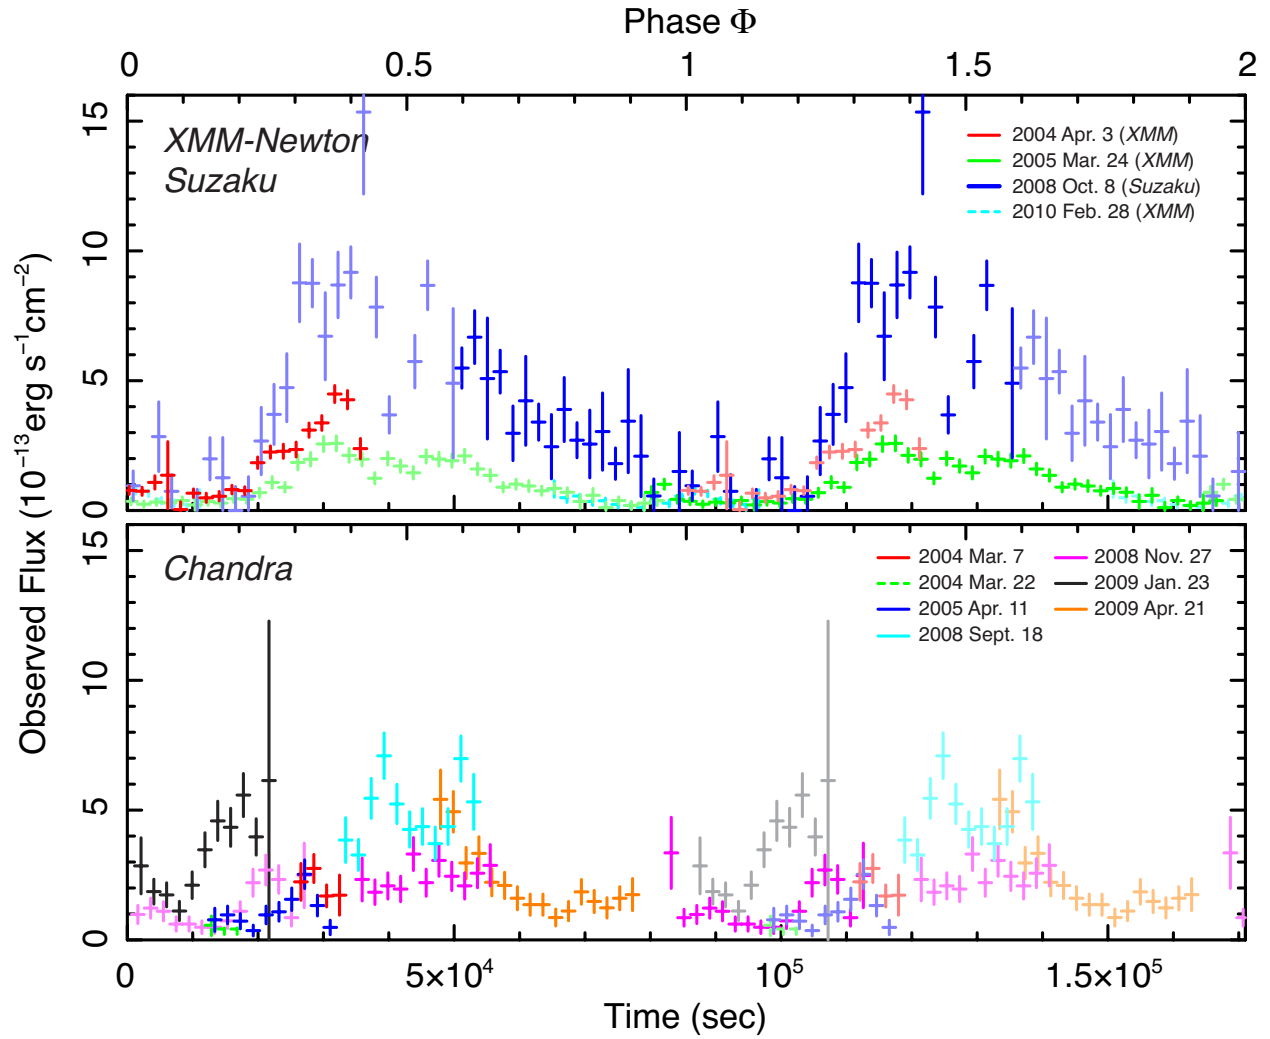 Phase Φ
0 0.5 1 1.5 2
XMM-Newton
Suzaku
2004 Apr. 3 (XMM)
2005 Mar. 24 (XMM)
2008 Oct. 8 (Suzaku)
2010 Feb. 28 (XMM)
15
10
5
0
Observed Flux (10⁻¹³erg s⁻¹cm⁻²)
Chandra
2004 Mar. 7
2004 Mar. 22
2005 Apr. 11
2008 Sept. 18
2008 Nov. 27
2009 Jan. 23
2009 Apr. 21
15
10
5
0
0 5×10⁴ 10⁵ 1.5×10⁵
Time (sec)